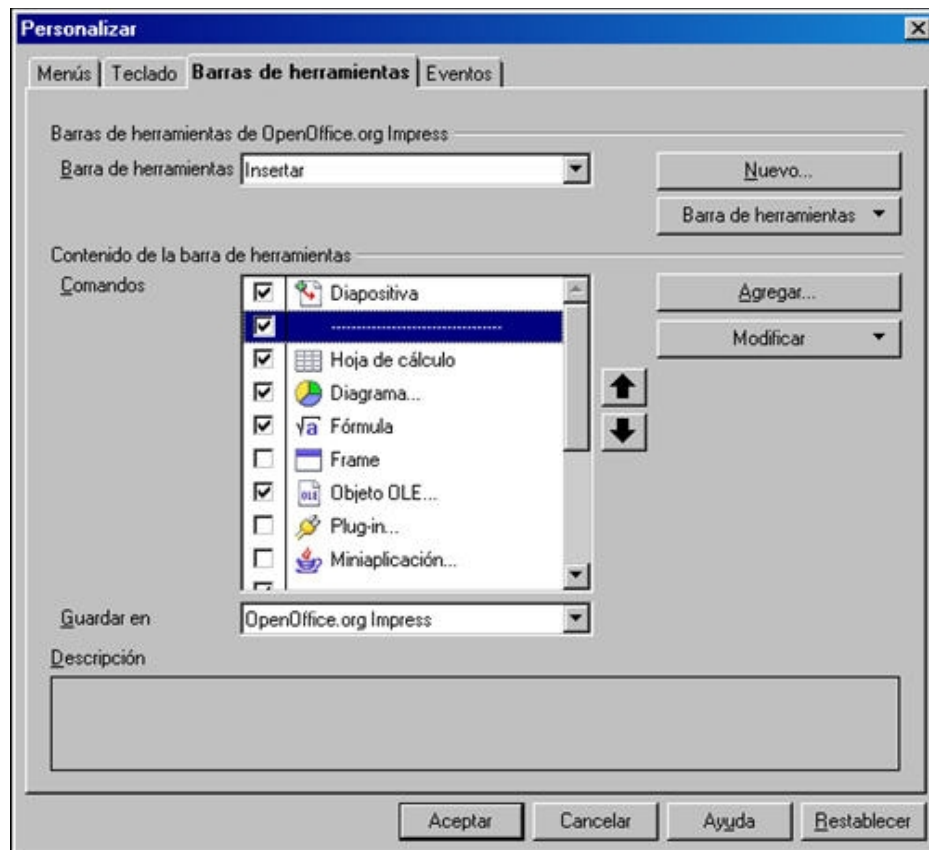 Personalizar
Menús Teclado Barras de herramientas Eventos
Barras de herramientas de OpenOffice.org Impress
Barra de herramientas Insertar Nuevo...
Barra de herramientas
Contenido de la barra de herramientas
Comandos Diapositiva Agregar...
----------------------------------
Modificar
Hoja de cálculo
Diagrama...
√a Fórmula
Frame
OLE Objeto OLE...
Plug-in...
Miniaplicación...
Guardar en OpenOffice.org Impress
Descripción
Aceptar Cancelar Ayuda Restablecer